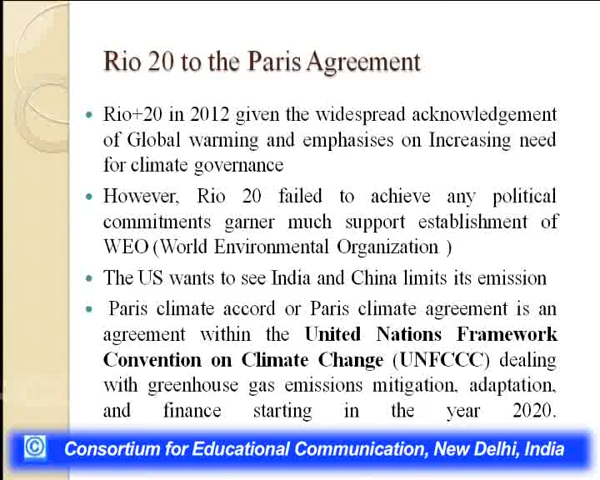 Rio 20 to the Paris Agreement
Rio+20 in 2012 given the widespread acknowledgement
of Global warming and emphasises on Increasing need
for climate governance
However, Rio 20 failed to achieve any political
commitments garner much support establishment of
WEO (World Environmental Organization )
The US wants to see India and China limits its emission
Paris climate accord or Paris climate agreement is an
agreement within the United Nations Framework
Convention on Climate Change (UNFCCC) dealing
with greenhouse gas emissions mitigation, adaptation,
and finance starting in the year 2020.
© Consortium for Educational Communication, New Delhi, India